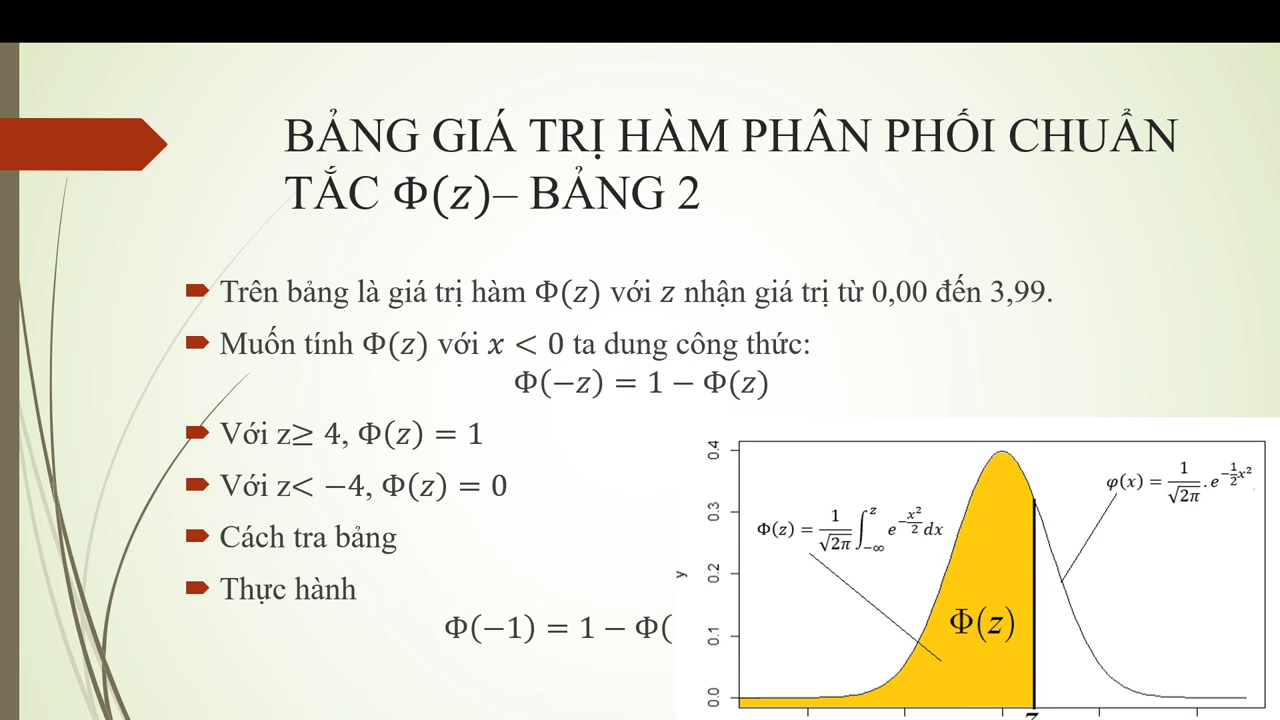 BẢNG GIÁ TRỊ HÀM PHÂN PHỐI CHUẨN
TẮC Φ(z)– BẢNG 2
Trên bảng là giá trị hàm Φ(z) với z nhận giá trị từ 0,00 đến 3,99.
Muốn tính Φ(z) với x < 0 ta dung công thức:
Φ(−z) = 1 − Φ(z)
Với z≥ 4, Φ(z) = 1
Với z< −4, Φ(z) = 0
Cách tra bảng
Thực hành
Φ(−1) = 1 − Φ(
0.4
0.3
0.2
0.1
0.0
y
Φ(z) = 1/√2π ∫_{−∞}^{z} e^{−x²/2} dx
φ(x) = 1/√2π . e^{−1/2 x²}
Φ(z)
z